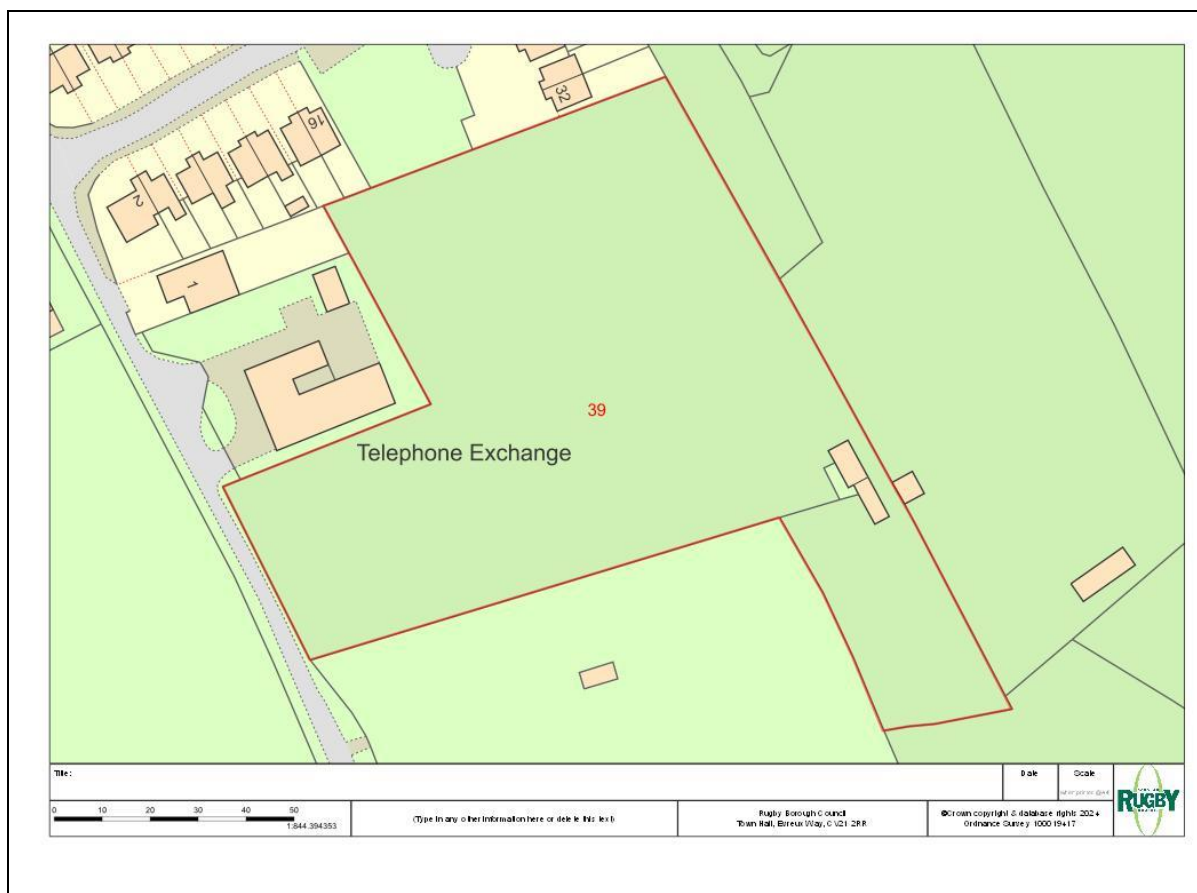 32
16
2
1
39
Telephone Exchange
Title:
Date
Scale
0 10 20 30 40 50
1:844.394353
(Type in any other information here or delete this text)
Rugby Borough Council
Town Hall, Evreux Way, CV21 2RR
©Crown copyright & database rights 2024
Ordnance Survey 100019417
RUGBY